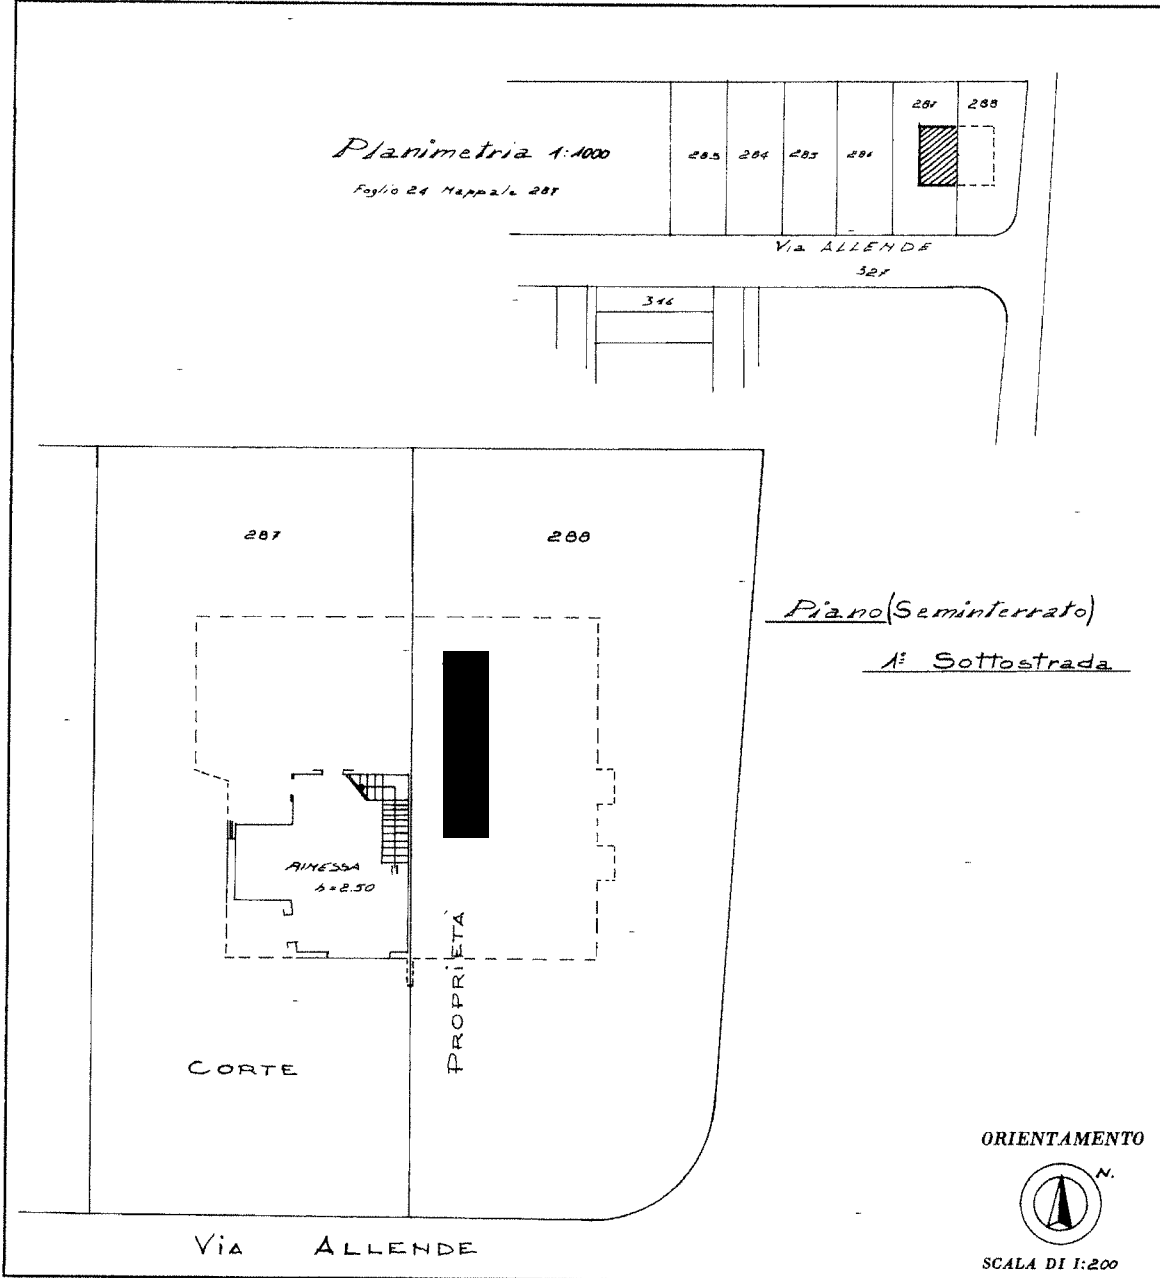 287 288
Planimetria 1:1000
283 284 285 286
Foglio 24 Mappale 287
Via ALLENDE
327
316
287 288
Piano (Seminterrato)
1° Sottostrada
RIMESSA
h=2.50
PROPRIETÀ
CORTE
ORIENTAMENTO
N.
Via ALLENDE
SCALA DI 1:200